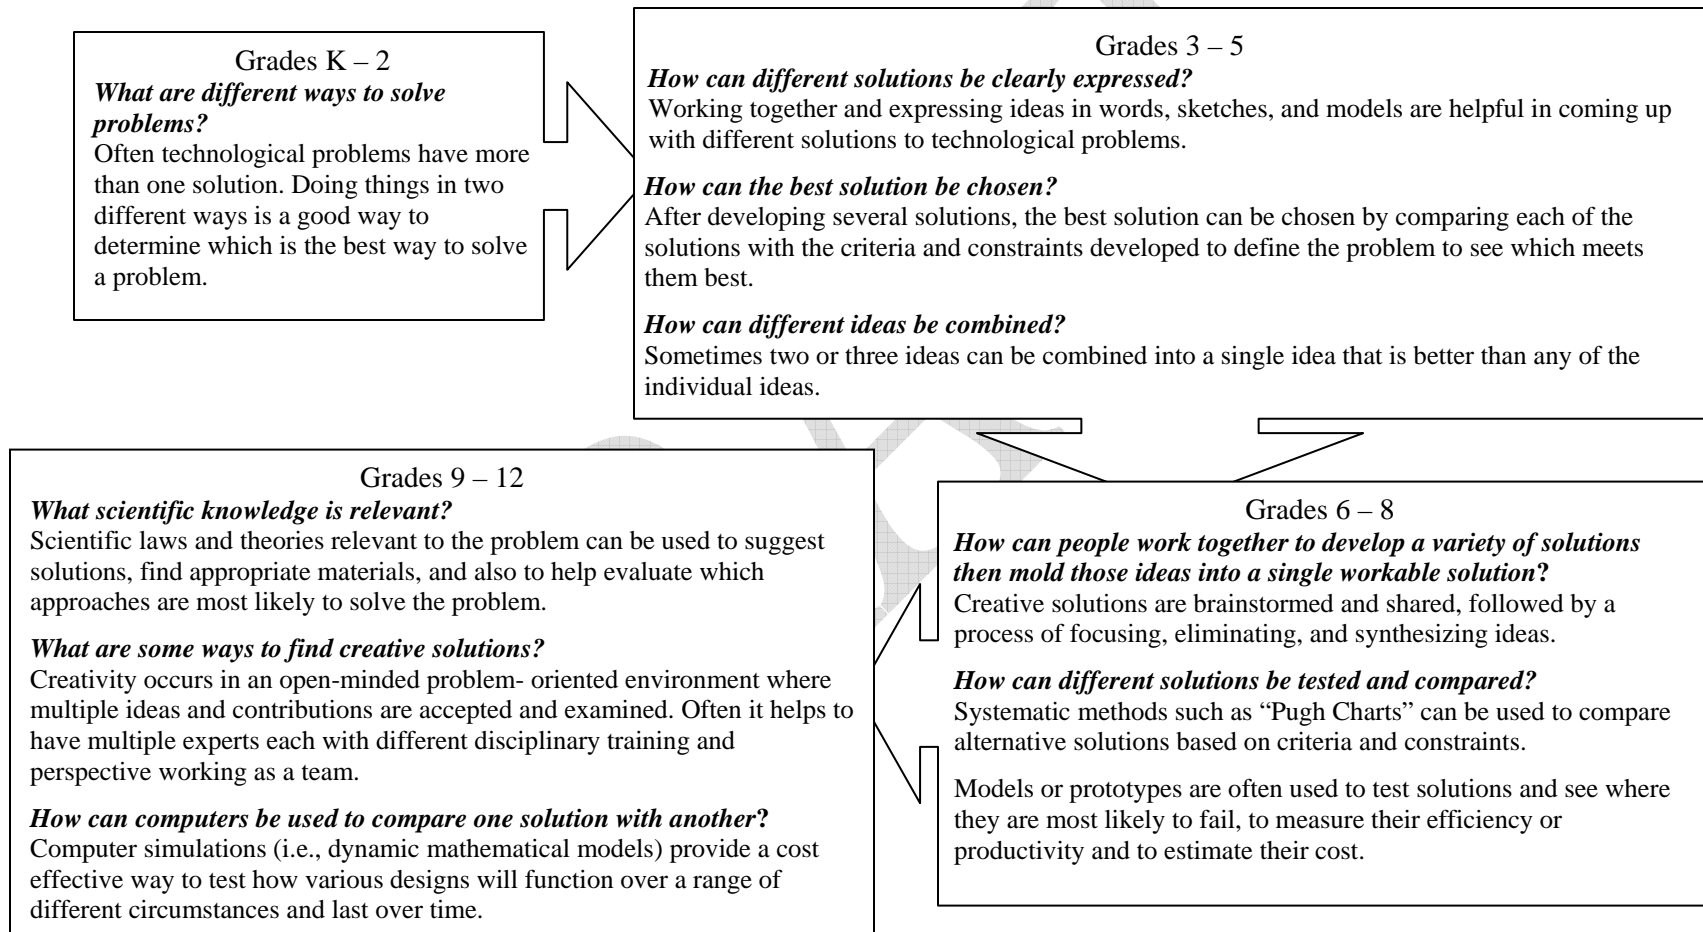 Grades K – 2
What are different ways to solve
problems?
Often technological problems have more
than one solution. Doing things in two
different ways is a good way to
determine which is the best way to solve
a problem.
Grades 3 – 5
How can different solutions be clearly expressed?
Working together and expressing ideas in words, sketches, and models are helpful in coming up
with different solutions to technological problems.
How can the best solution be chosen?
After developing several solutions, the best solution can be chosen by comparing each of the
solutions with the criteria and constraints developed to define the problem to see which meets
them best.
How can different ideas be combined?
Sometimes two or three ideas can be combined into a single idea that is better than any of the
individual ideas.
Grades 6 – 8
How can people work together to develop a variety of solutions
then mold those ideas into a single workable solution?
Creative solutions are brainstormed and shared, followed by a
process of focusing, eliminating, and synthesizing ideas.
How can different solutions be tested and compared?
Systematic methods such as “Pugh Charts” can be used to compare
alternative solutions based on criteria and constraints.
Models or prototypes are often used to test solutions and see where
they are most likely to fail, to measure their efficiency or
productivity and to estimate their cost.
Grades 9 – 12
What scientific knowledge is relevant?
Scientific laws and theories relevant to the problem can be used to suggest
solutions, find appropriate materials, and also to help evaluate which
approaches are most likely to solve the problem.
What are some ways to find creative solutions?
Creativity occurs in an open-minded problem- oriented environment where
multiple ideas and contributions are accepted and examined. Often it helps to
have multiple experts each with different disciplinary training and
perspective working as a team.
How can computers be used to compare one solution with another?
Computer simulations (i.e., dynamic mathematical models) provide a cost
effective way to test how various designs will function over a range of
different circumstances and last over time.